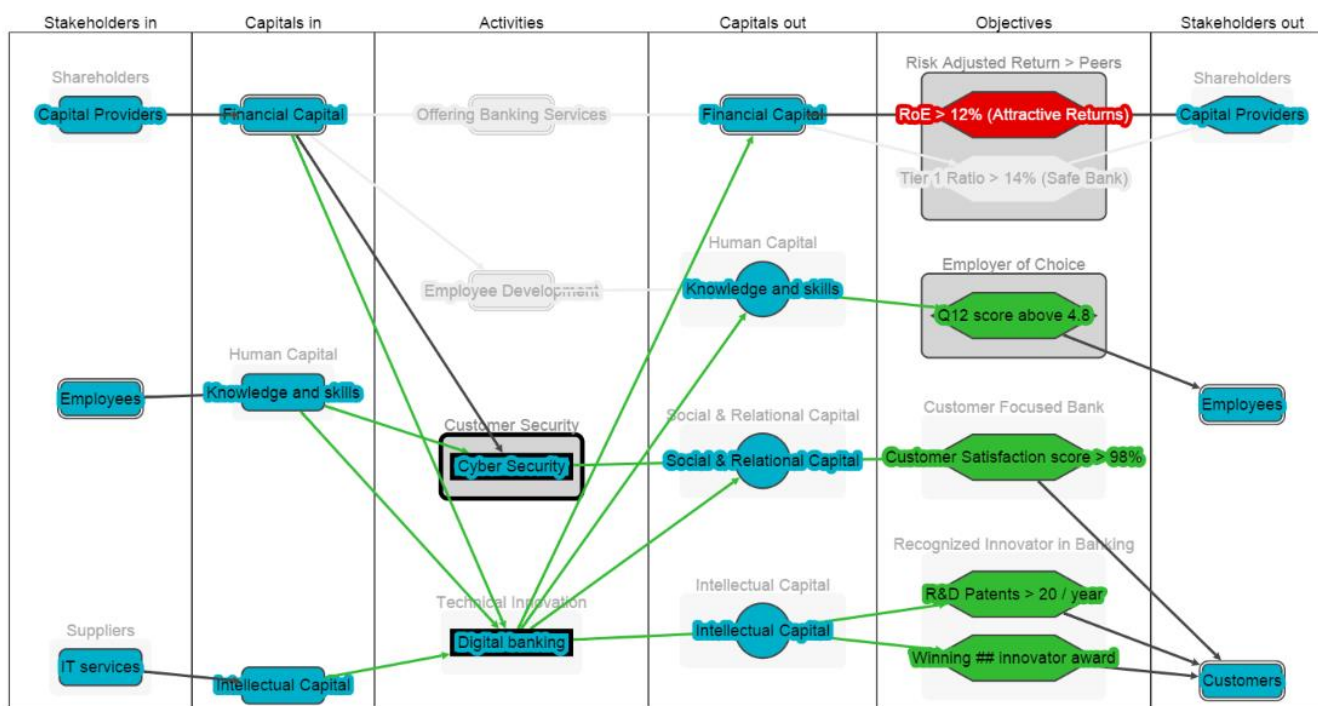 Stakeholders in
Capitals in
Activities
Capitals out
Objectives
Stakeholders out
Shareholders
Capital Providers
Employees
Suppliers
IT services
Financial Capital
Human Capital
Knowledge and skills
Intellectual Capital
Offering Banking Services
Employee Development
Customer Security
Cyber Security
Technical Innovation
Digital banking
Financial Capital
Human Capital
Knowledge and skills
Social & Relational Capital
Social & Relational Capital
Intellectual Capital
Intellectual Capital
Risk Adjusted Return > Peers
RoE > 12% (Attractive Returns)
Tier 1 Ratio > 14% (Safe Bank)
Employer of Choice
Q12 score above 4.8
Customer Focused Bank
Customer Satisfaction score > 98%
Recognized Innovator in Banking
R&D Patents > 20 / year
Winning ## innovator award
Shareholders
Capital Providers
Employees
Customers